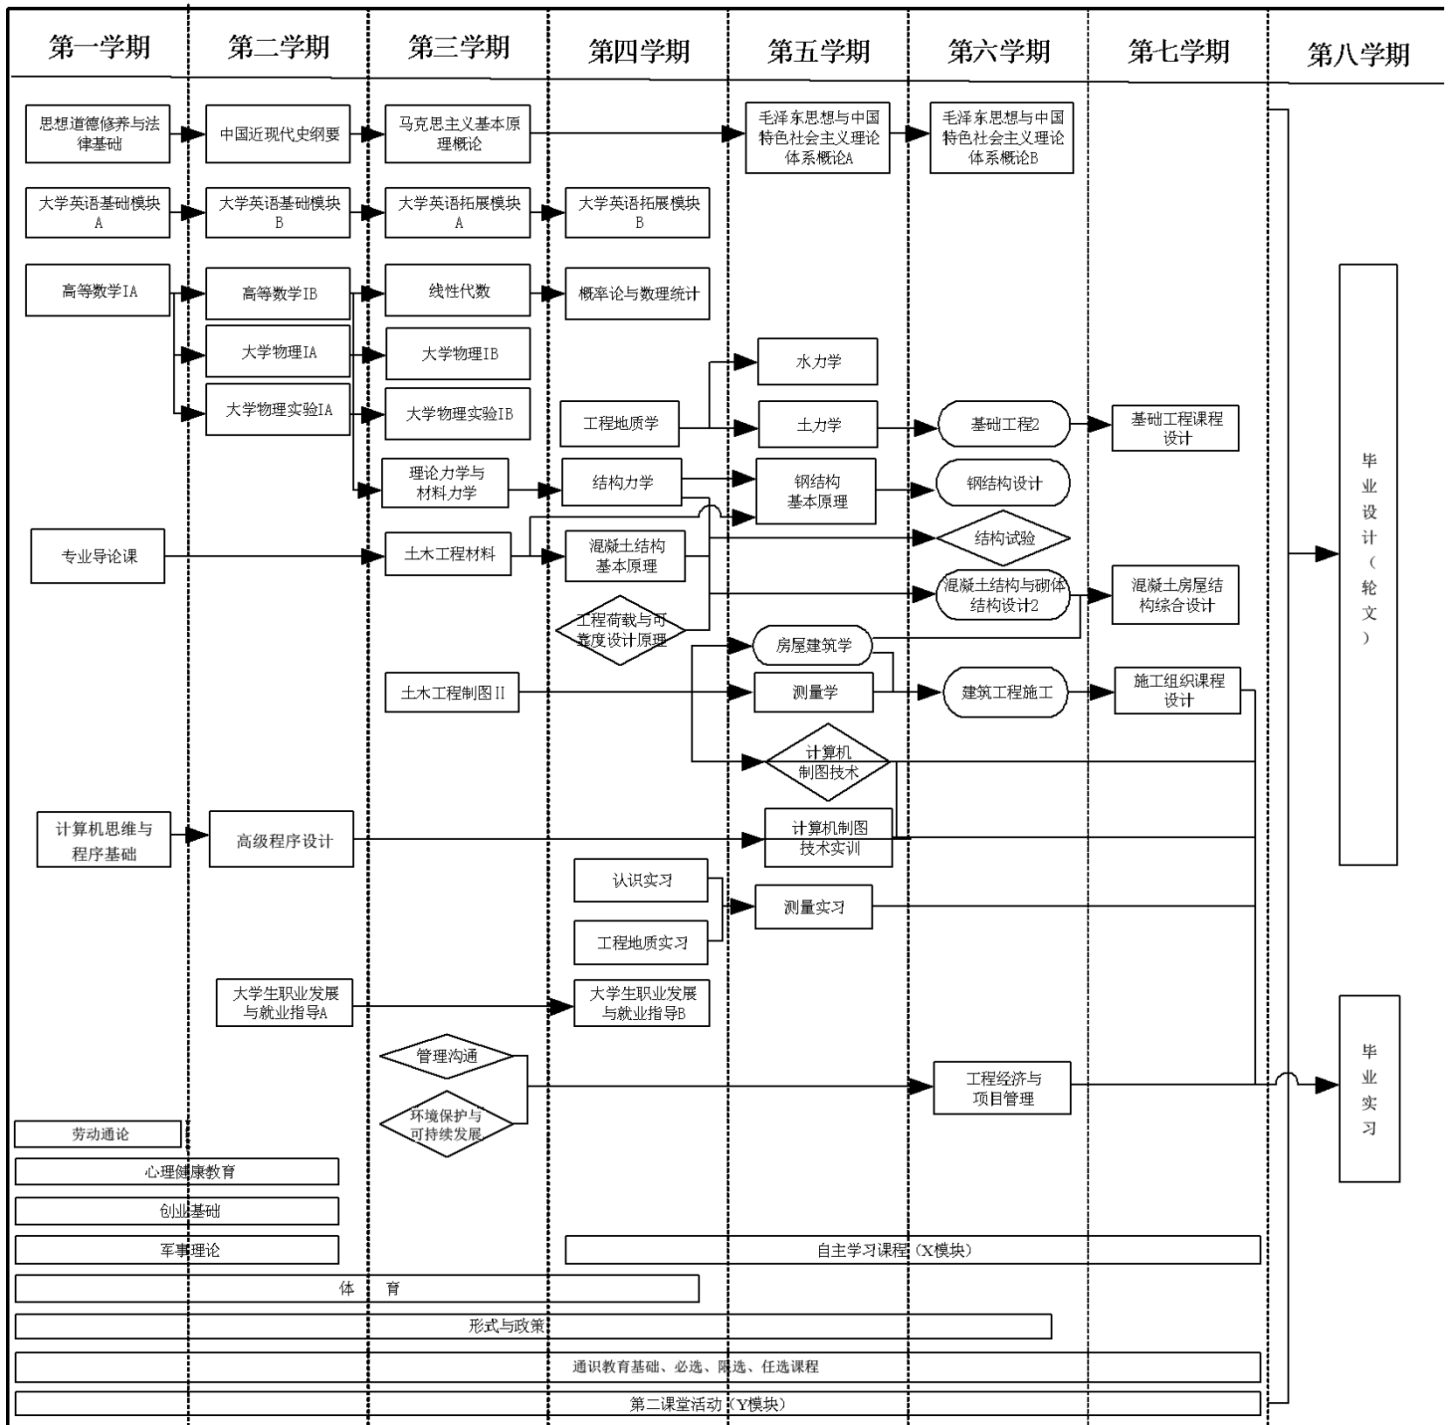 第一学期
第二学期
第三学期
第四学期
第五学期
第六学期
第七学期
第八学期
思想道德修养与法
律基础
中国近现代史纲要
马克思主义基本原
理概论
毛泽东思想与中国
特色社会主义理论
体系概论A
毛泽东思想与中国
特色社会主义理论
体系概论B
大学英语基础模块
A
大学英语基础模块
B
大学英语拓展模块
A
大学英语拓展模块
B
高等数学IA
高等数学IB
线性代数
概率论与数理统计
大学物理IA
大学物理IB
水力学
大学物理实验IA
大学物理实验IB
工程地质学
土力学
基础工程2
基础工程课程
设计
理论力学与
材料力学
结构力学
钢结构
基本原理
钢结构设计
专业导论课
土木工程材料
混凝土结构
基本原理
结构试验
工程荷载与可
靠度设计原理
混凝土结构与砌体
结构设计2
混凝土房屋结
构综合设计
房屋建筑学
土木工程制图Ⅱ
测量学
建筑工程施工
施工组织课程
设计
计算机
制图技术
计算机思维与
程序基础
高级程序设计
计算机制图
技术实训
认识实习
测量实习
工程地质实习
大学生职业发展
与就业指导A
大学生职业发展
与就业指导B
管理沟通
环境保护与
可持续发展
工程经济与
项目管理
毕业设计（轮文）
毕业实习
劳动通论
心理健康教育
创业基础
军事理论
自主学习课程（X模块）
体 育
形式与政策
通识教育基础、必选、限选、任选课程
第二课堂活动（Y模块）